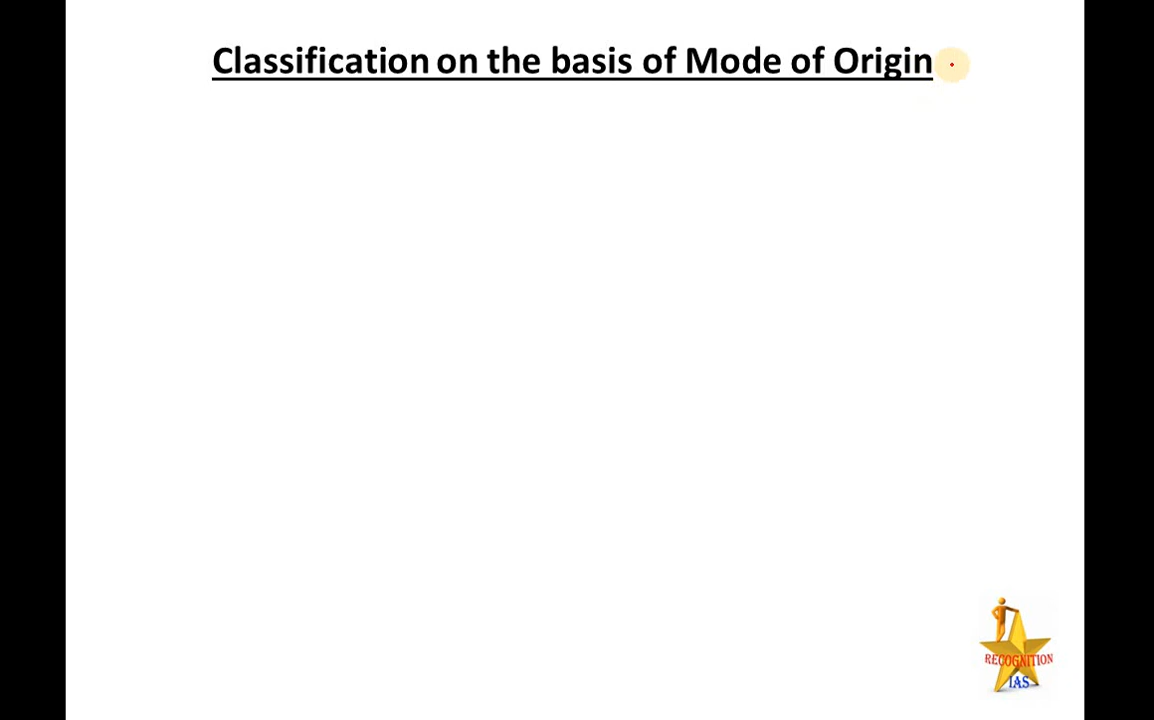 Classification on the basis of Mode of Origin
RECOGNITION
IAS